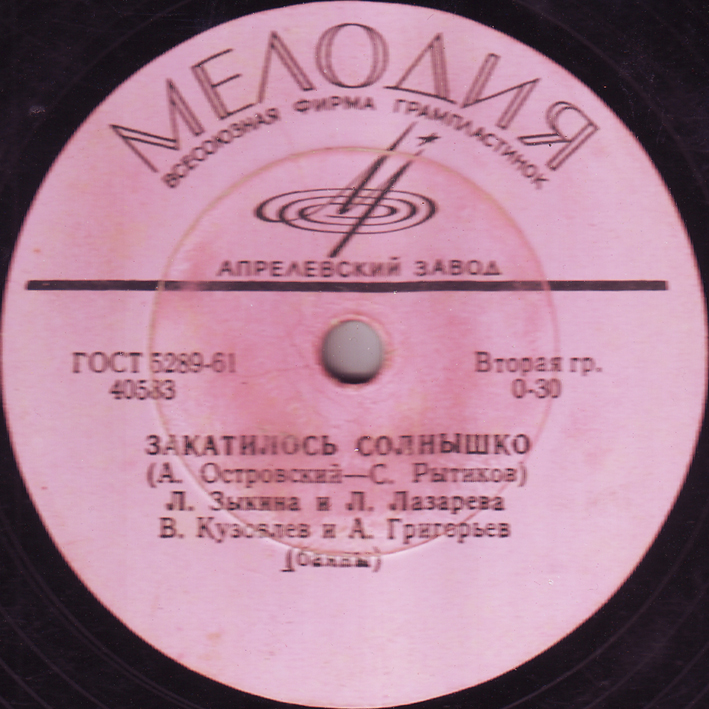 МЕЛОДИЯ
ВСЕСОЮЗНАЯ ФИРМА ГРАМПЛАСТИНОК
АПРЕЛЕВСКИЙ ЗАВОД
ГОСТ 5289-61
40583
Вторая гр.
0-30
ЗАКАТИЛОСЬ СОЛНЫШКО
(А. Островский—С. Рытиков)
Л. Зыкина и Л. Лазарева
В. Кузовлев и А. Григорьев
(баяны)